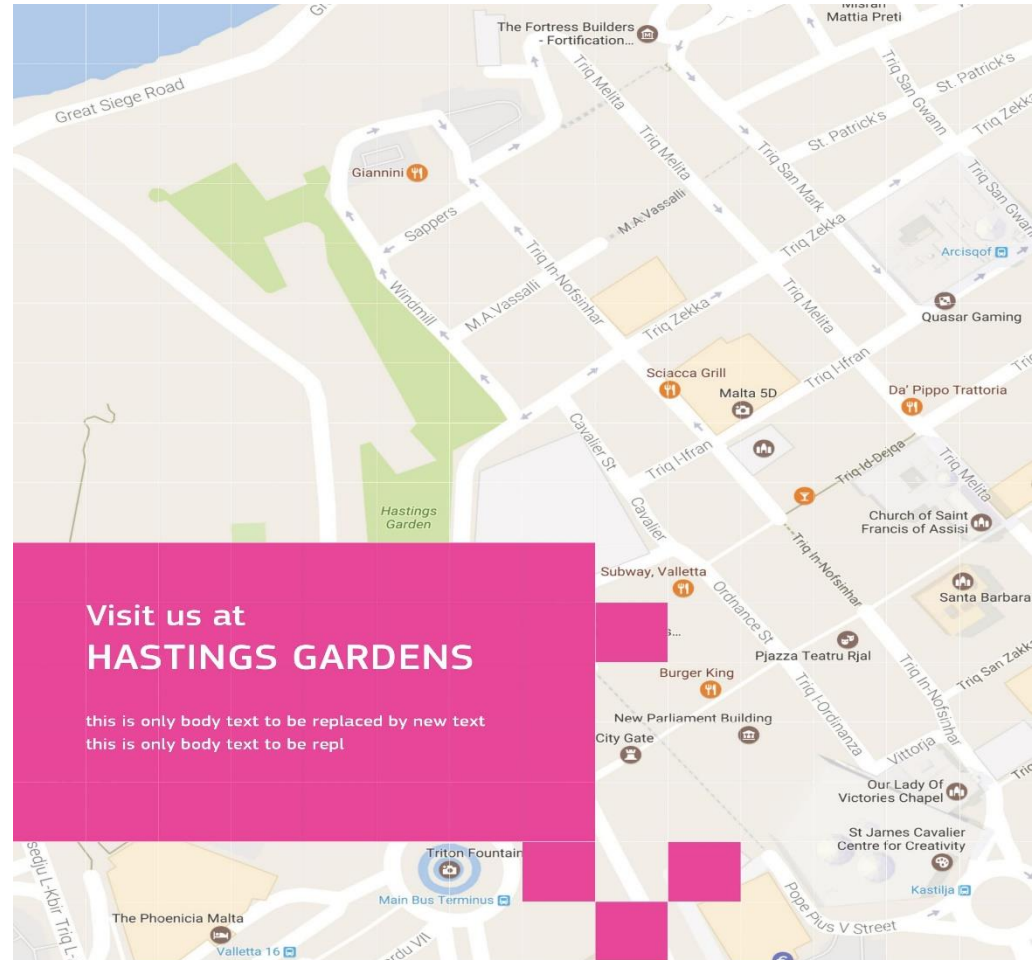 The Fortress Builders
- Fortification...
Mattia Preti
Great Siege Road
Triq Melita
Triq San Gwann
St. Patrick's
Triq Zekka
St. Patrick's
Triq Melita
Triq San Mark
Triq San Gwann
Giannini
Sappers
M.A.Vassalli
Triq Zekka
Arcisqof
Triq In-Nofsinhar
Windmill
M.A.Vassalli
Triq Melita
Triq Zekka
Quasar Gaming
Triq l-Ifran
Sciacca Grill
Malta 5D
Da' Pippo Trattoria
Cavalier St
Triq l-Ifran
Triq Id-Dejqa
Triq Melita
Hastings
Garden
Cavalier
Church of Saint
Francis of Assisi
Triq In-Nofsinhar
Subway, Valletta
Ordnance St
Santa Barbara
Visit us at
HASTINGS GARDENS
Pjazza Teatru Rjal
Burger King
Triq In-Nofsinhar
Triq San Zakk
this is only body text to be replaced by new text
this is only body text to be repl
New Parliament Building
Triq l-Ordinanza
City Gate
Vittorja
Our Lady Of
Victories Chapel
St James Cavalier
Centre for Creativity
Triton Fountain
Kastilja
Main Bus Terminus
Pope Pius V Street
The Phoenicia Malta
Valletta 16